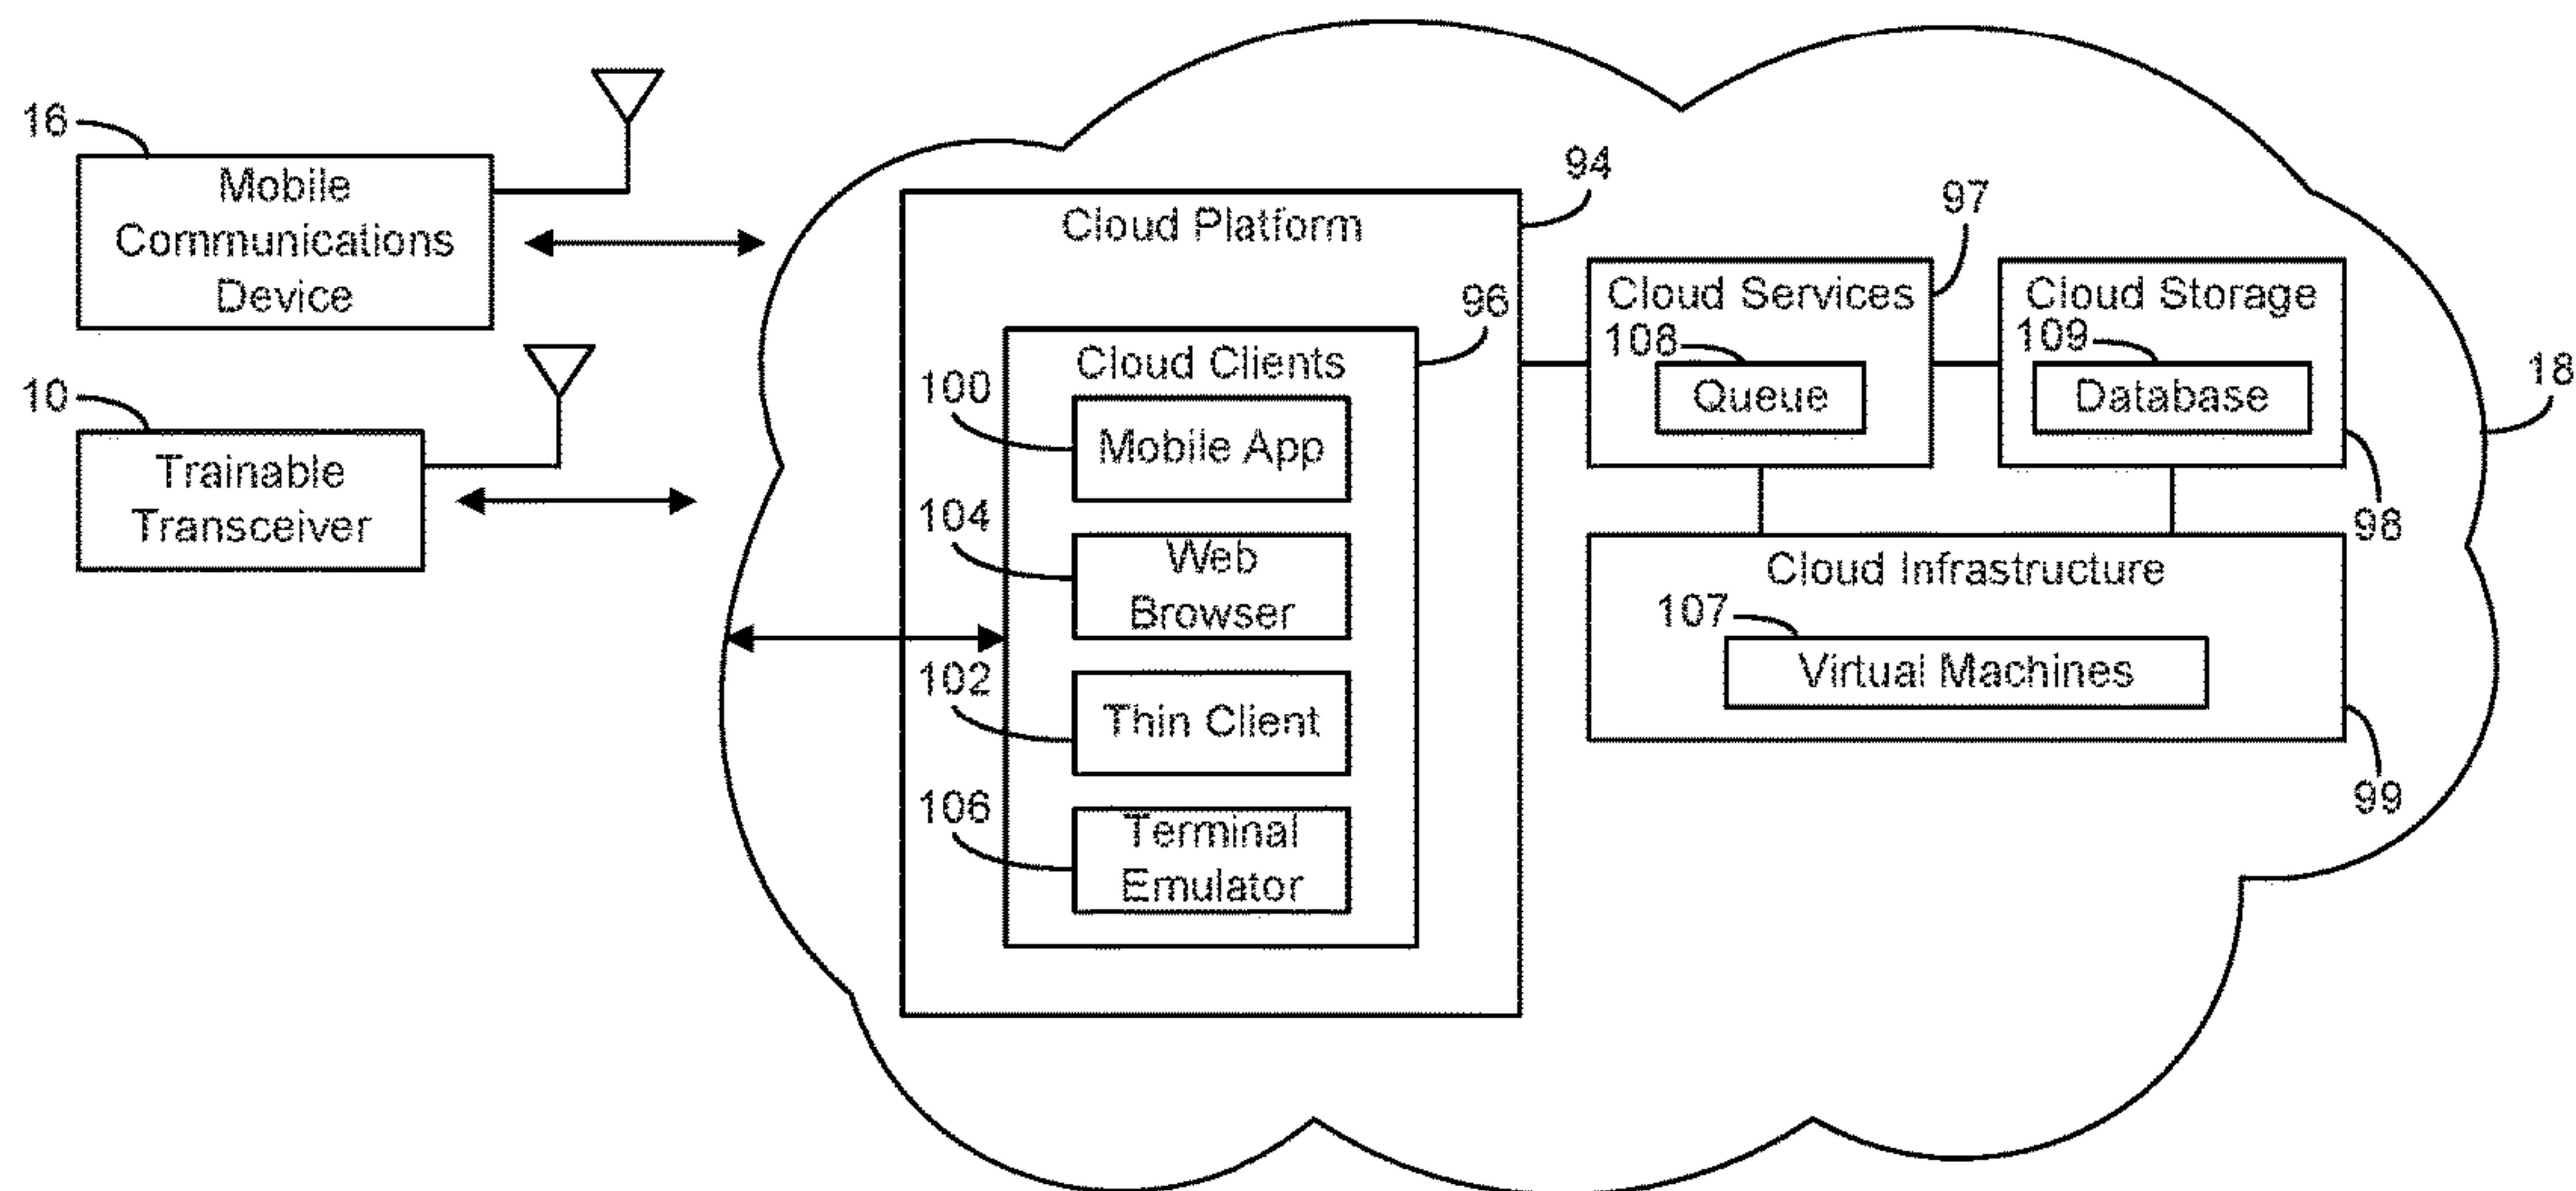 16
Mobile
Communications
Device
10
Trainable
Transceiver
94
Cloud Platform
96
Cloud Clients
100
Mobile App
104
Web
Browser
102
Thin Client
106
Terminal
Emulator
97
Cloud Services
108
Queue
Cloud Storage
109
Database
98
18
Cloud Infrastructure
107
Virtual Machines
99